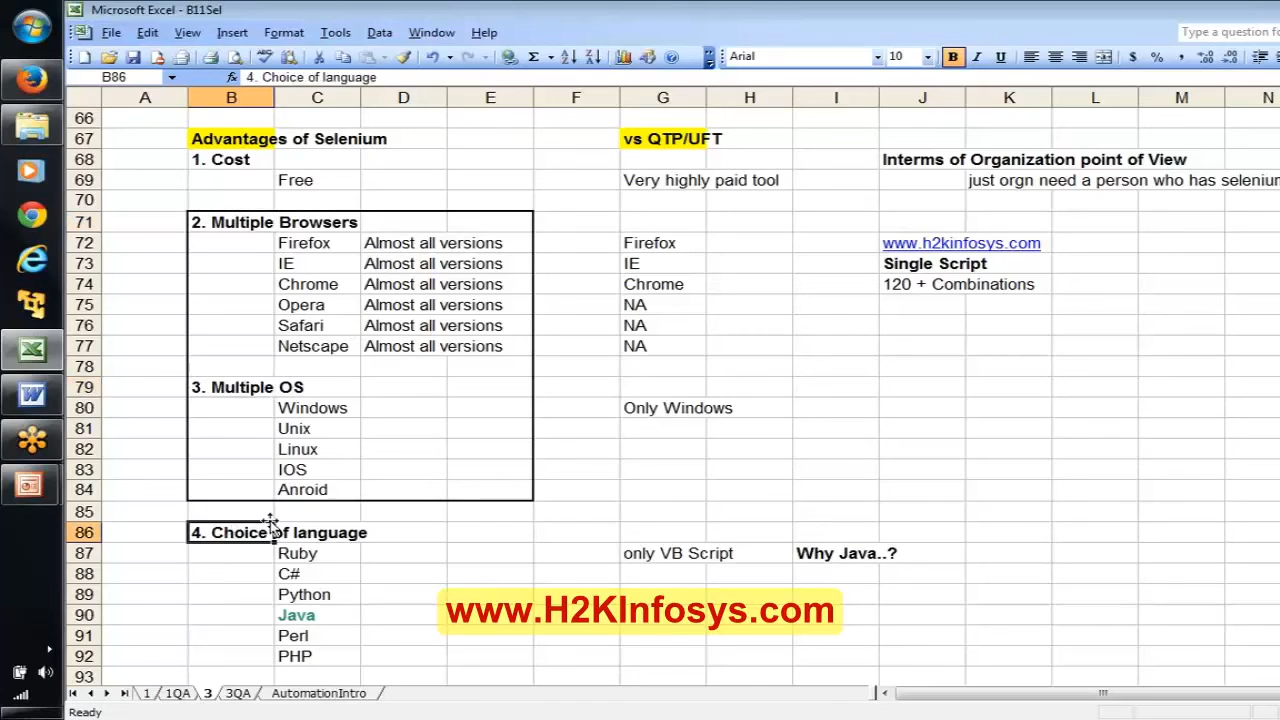 Microsoft Excel - B11Sel
File Edit View Insert Format Tools Data Window Help Type a question fo
Arial 10 B I U $ % ,
B86 fx 4. Choice of language
A B C D E F G H I J K L M N
66
67 Advantages of Selenium vs QTP/UFT
68 1. Cost Interms of Organization point of View
69 Free Very highly paid tool just orgn need a person who has selenium
70
71 2. Multiple Browsers
72 Firefox Almost all versions Firefox www.h2kinfosys.com
73 IE Almost all versions IE Single Script
74 Chrome Almost all versions Chrome 120 + Combinations
75 Opera Almost all versions NA
76 Safari Almost all versions NA
77 Netscape Almost all versions NA
78
79 3. Multiple OS
80 Windows Only Windows
81 Unix
82 Linux
83 IOS
84 Anroid
85
86 4. Choice of language
87 Ruby only VB Script Why Java..?
88 C#
89 Python
90 Java
91 Perl
92 PHP
93
www.H2KInfosys.com
1 1QA 3 3QA AutomationIntro
Ready